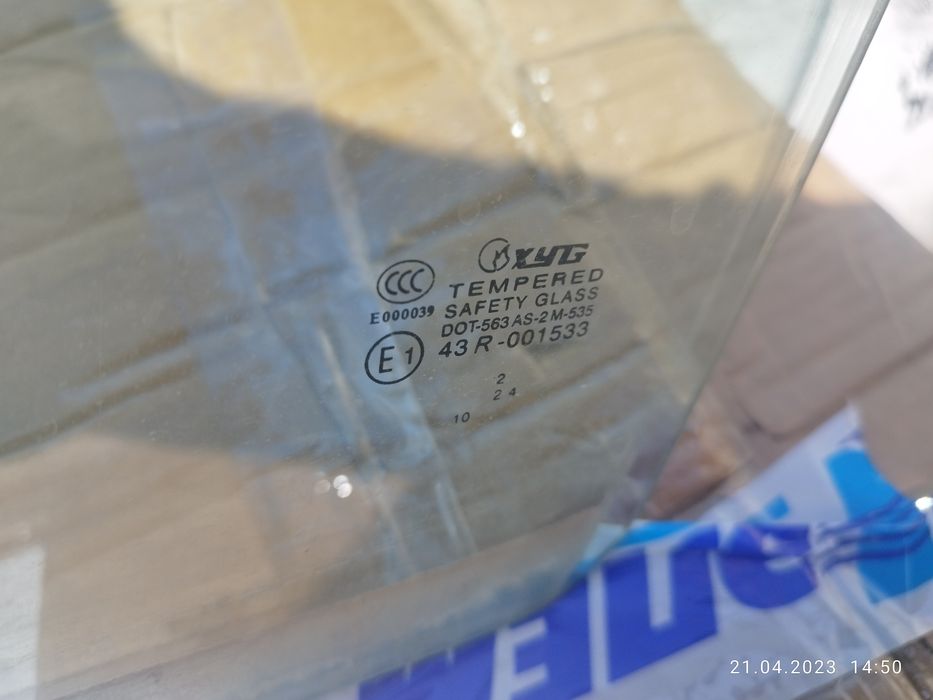 XYG
CCC
TEMPERED
E000039
SAFETY GLASS
DOT-563 AS-2 M-535
E1
43 R-001533
2
2 4
10
21.04.2023 14:50